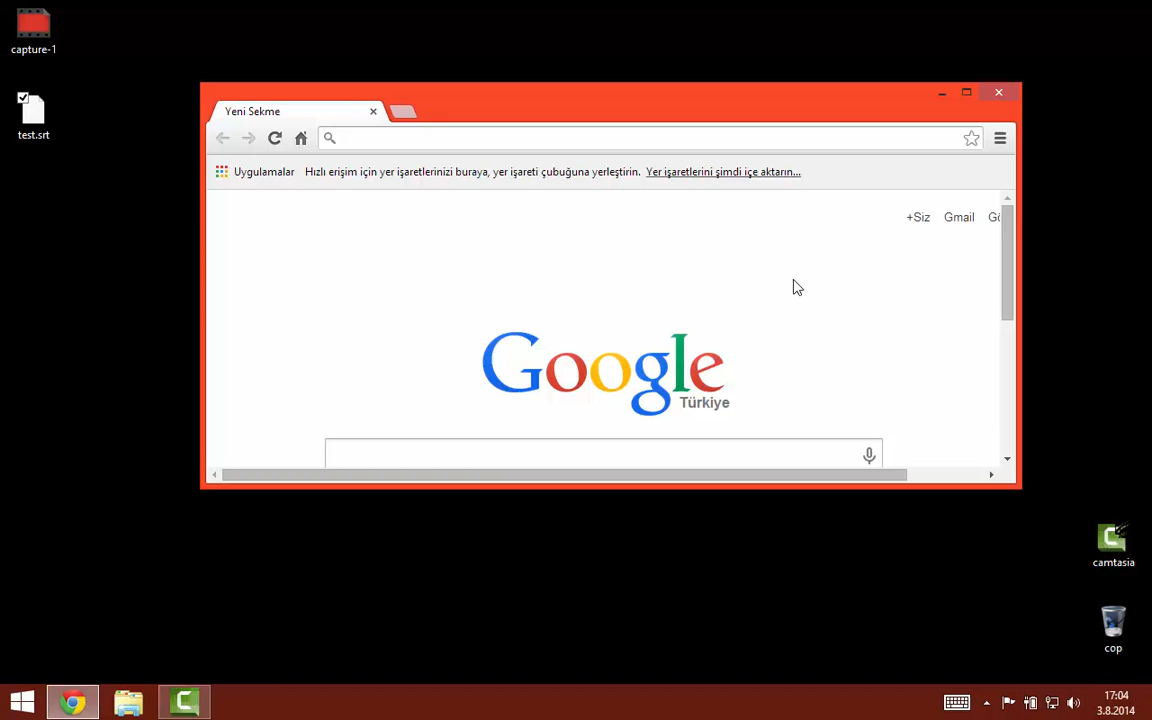 capture-1
test.srt
Yeni Sekme
Uygulamalar Hızlı erişim için yer işaretlerinizi buraya, yer işareti çubuğuna yerleştirin. Yer işaretlerini şimdi içe aktarın...
+Siz Gmail Gö
Google
Türkiye
camtasia
cop
17:04
3.8.2014